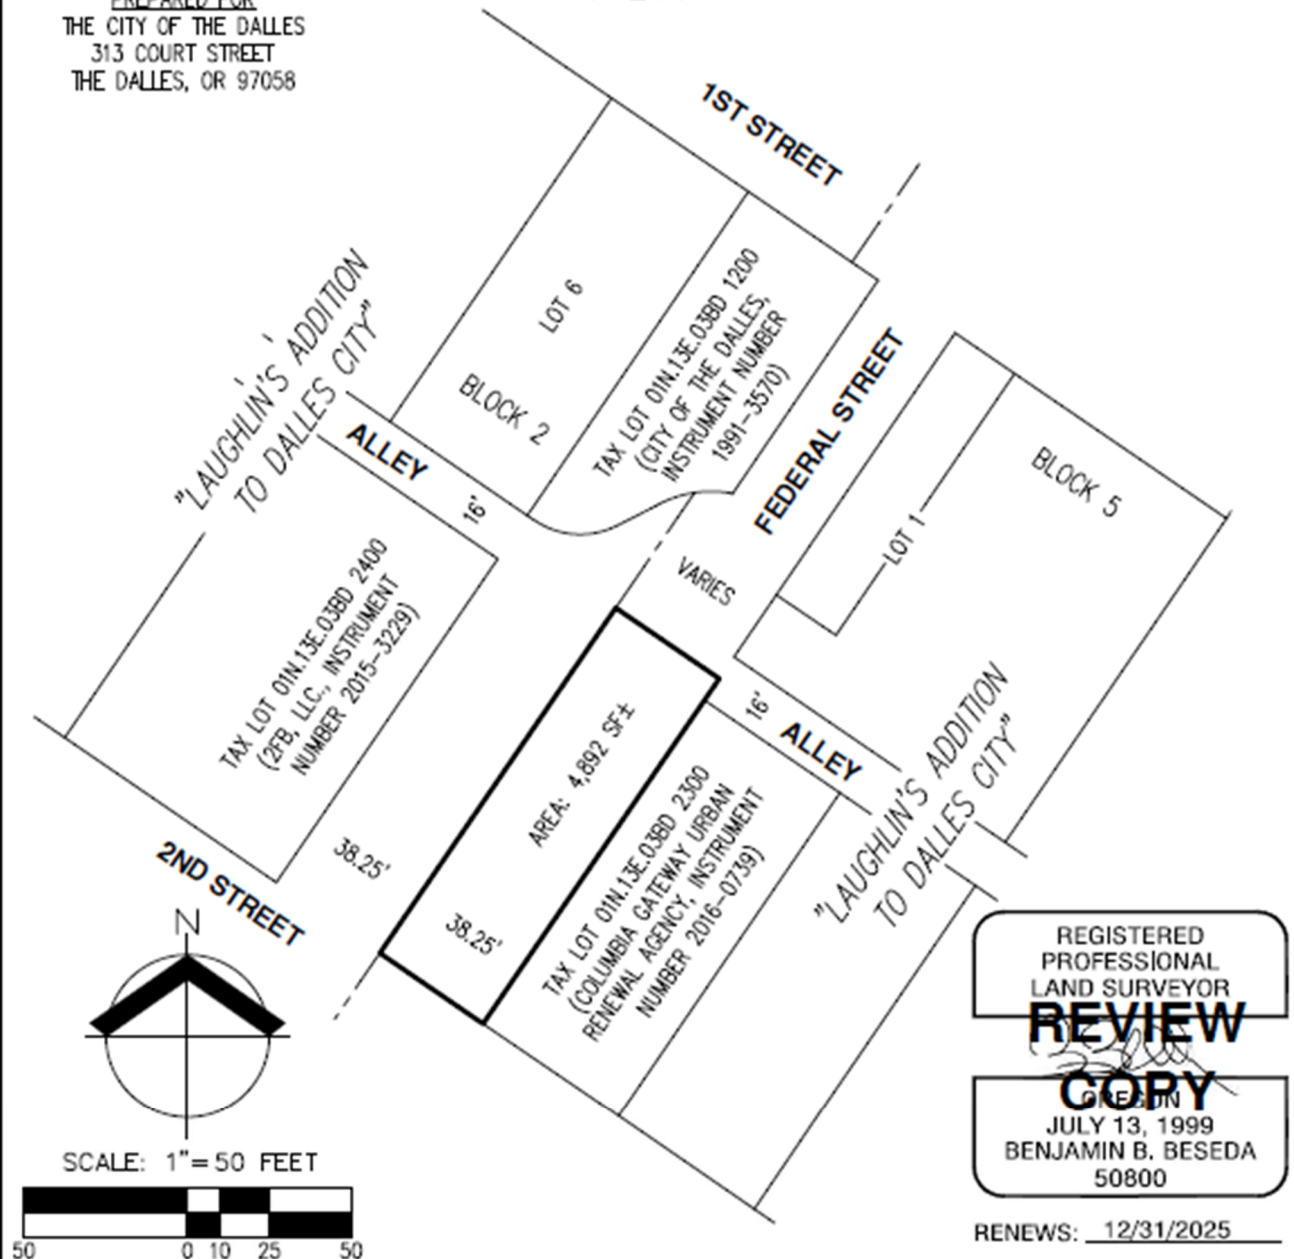 PREPARED FOR
THE CITY OF THE DALLES
313 COURT STREET
THE DALLES, OR 97058
1ST STREET
LOT 6
BLOCK 2
TAX LOT 01N.13E.03BD 1200
(CITY OF THE DALLES,
INSTRUMENT NUMBER
1991-3570)
"LAUGHLIN'S ADDITION
TO DALLES CITY"
ALLEY
16'
FEDERAL STREET
BLOCK 5
LOT 1
VARIES
TAX LOT 01N.13E.03BD 2400
(2FB, LLC., INSTRUMENT
NUMBER 2015-3229)
16'
ALLEY
AREA: 4,892 SF±
"LAUGHLIN'S ADDITION
TO DALLES CITY"
TAX LOT 01N.13E.03BD 2300
(COLUMBIA GATEWAY URBAN
RENEWAL AGENCY, INSTRUMENT
NUMBER 2016-0739)
38.25'
38.25'
2ND STREET
N
SCALE: 1"=50 FEET
50 0 10 25 50
REGISTERED
PROFESSIONAL
LAND SURVEYOR
REVIEW
COPY
OREGON
JULY 13, 1999
BENJAMIN B. BESEDA
50800
RENEWS: 12/31/2025